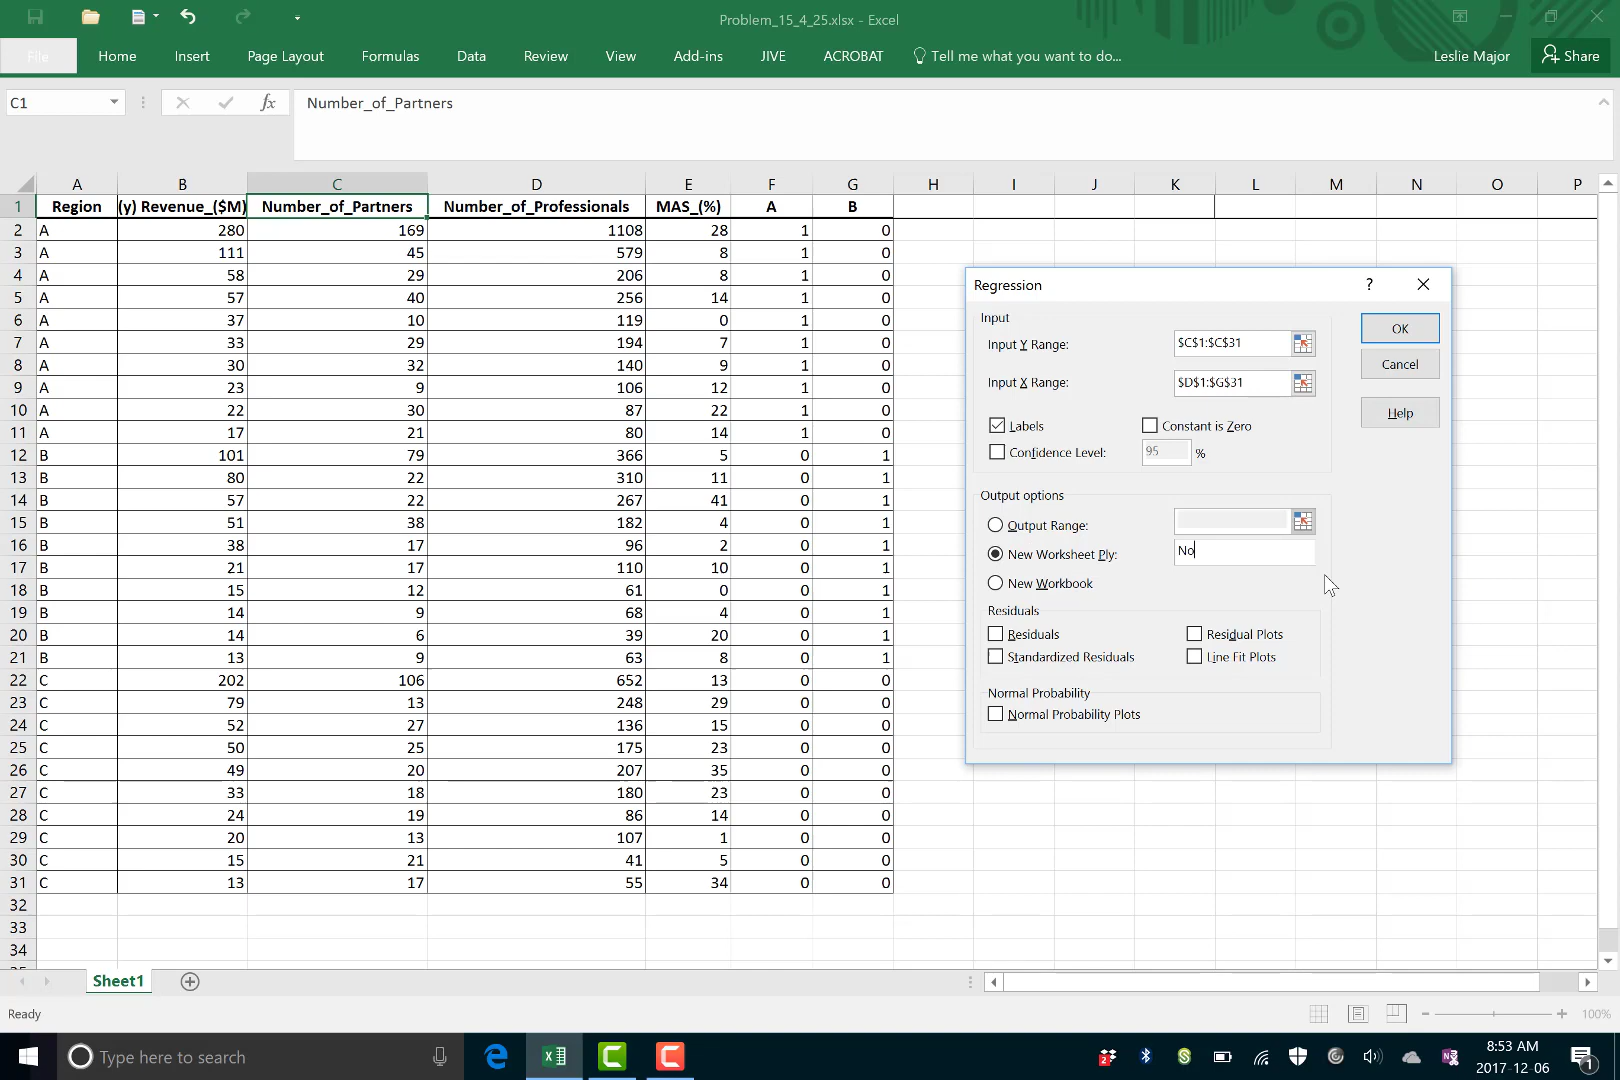 Problem_15_4_25.xlsx - Excel
File Home Insert Page Layout Formulas Data Review View Add-ins JIVE ACROBAT Tell me what you want to do... Leslie Major Share
C1 fx Number_of_Partners
A B C D E F G H I J K L M N O P
1 Region (y) Revenue_($M) Number_of_Partners Number_of_Professionals MAS_(%) A B
2 A 280 169 1108 28 1 0
3 A 111 45 579 8 1 0
4 A 58 29 206 8 1 0
5 A 57 40 256 14 1 0
6 A 37 10 119 0 1 0
7 A 33 29 194 7 1 0
8 A 30 32 140 9 1 0
9 A 23 9 106 12 1 0
10 A 22 30 87 22 1 0
11 A 17 21 80 14 1 0
12 B 101 79 366 5 0 1
13 B 80 22 310 11 0 1
14 B 57 22 267 41 0 1
15 B 51 38 182 4 0 1
16 B 38 17 96 2 0 1
17 B 21 17 110 10 0 1
18 B 15 12 61 0 0 1
19 B 14 9 68 4 0 1
20 B 14 6 39 20 0 1
21 B 13 9 63 8 0 1
22 C 202 106 652 13 0 0
23 C 79 13 248 29 0 0
24 C 52 27 136 15 0 0
25 C 50 25 175 23 0 0
26 C 49 20 207 35 0 0
27 C 33 18 180 23 0 0
28 C 24 19 86 14 0 0
29 C 20 13 107 1 0 0
30 C 15 21 41 5 0 0
31 C 13 17 55 34 0 0
32
33
34
Regression ?
Input
OK
Input Y Range: $C$1:$C$31
Cancel
Input X Range: $D$1:$G$31
Help
Labels Constant is Zero
Confidence Level: 95 %
Output options
Output Range:
New Worksheet Ply: No
New Workbook
Residuals
Residuals Residual Plots
Standardized Residuals Line Fit Plots
Normal Probability
Normal Probability Plots
Sheet1
Ready 100%
Type here to search 8:53 AM
2017-12-06
2
1